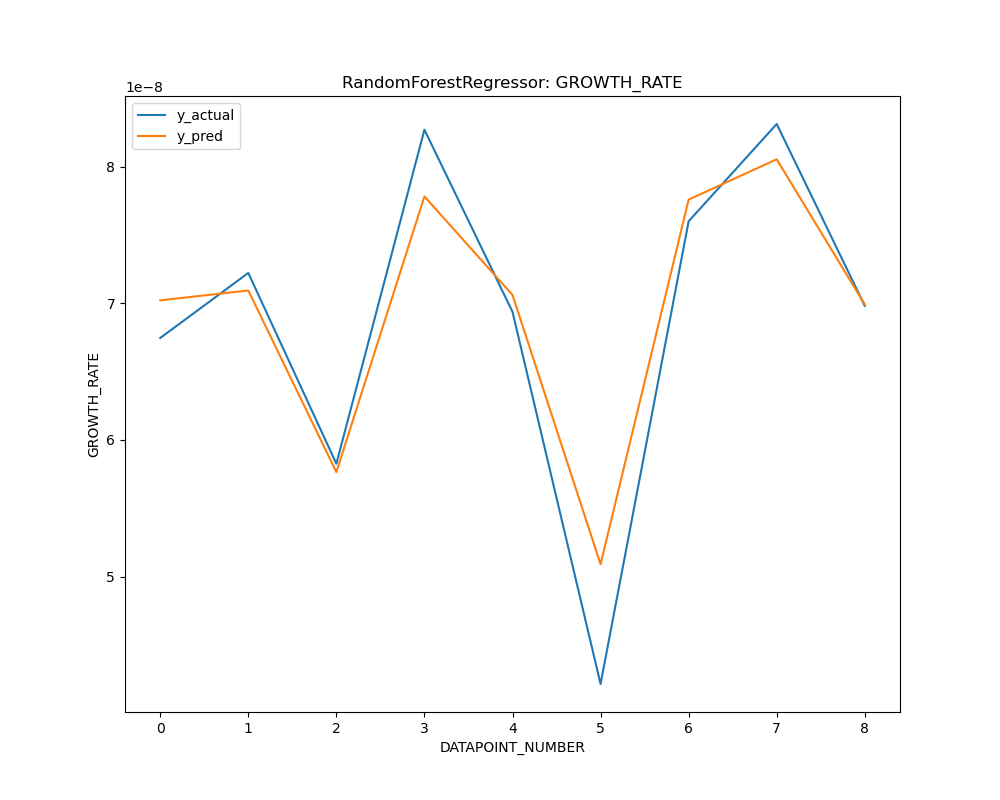 RandomForestRegressor: GROWTH_RATE
1e−8
y_actual
y_pred
8
7
6
5
GROWTH_RATE
0 1 2 3 4 5 6 7 8
DATAPOINT_NUMBER